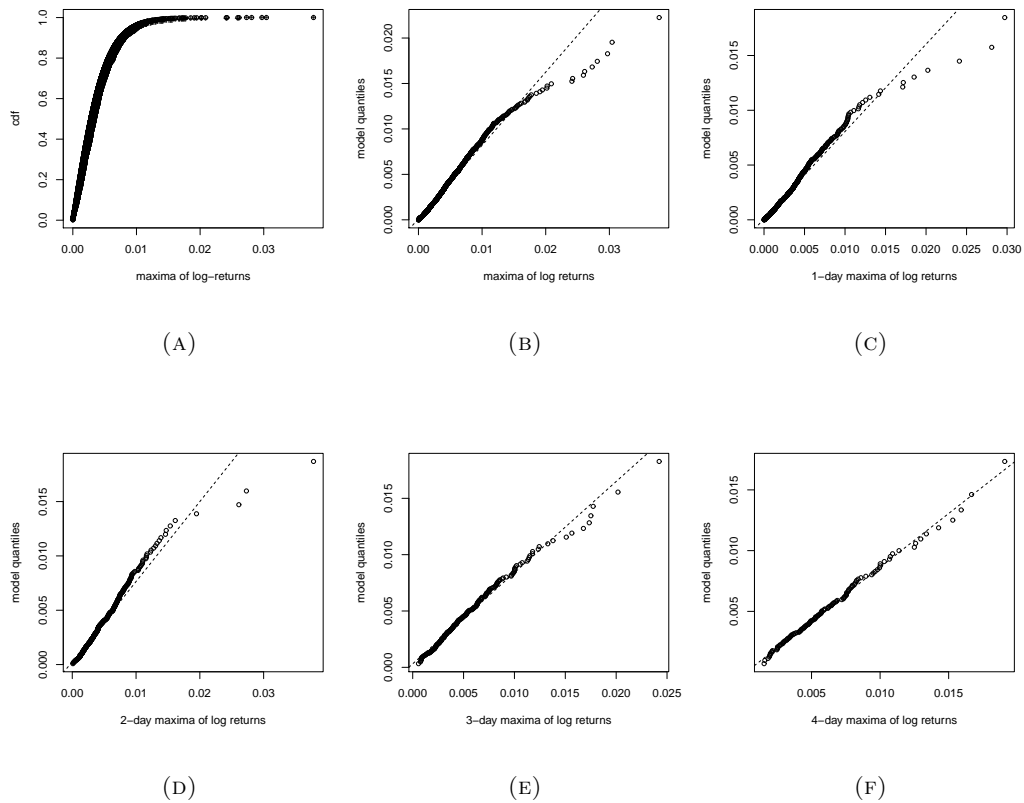 cdf
0.0 0.2 0.4 0.6 0.8 1.0
0.00 0.01 0.02 0.03
maxima of log−returns
(A)
model quantiles
0.000 0.005 0.010 0.015 0.020
0.00 0.01 0.02 0.03
maxima of log returns
(B)
model quantiles
0.000 0.005 0.010 0.015
0.000 0.005 0.010 0.015 0.020 0.025 0.030
1−day maxima of log returns
(C)
model quantiles
0.000 0.005 0.010 0.015
0.00 0.01 0.02 0.03
2−day maxima of log returns
(D)
model quantiles
0.000 0.005 0.010 0.015
0.000 0.005 0.010 0.015 0.020 0.025
3−day maxima of log returns
(E)
model quantiles
0.005 0.010 0.015
0.005 0.010 0.015
4−day maxima of log returns
(F)